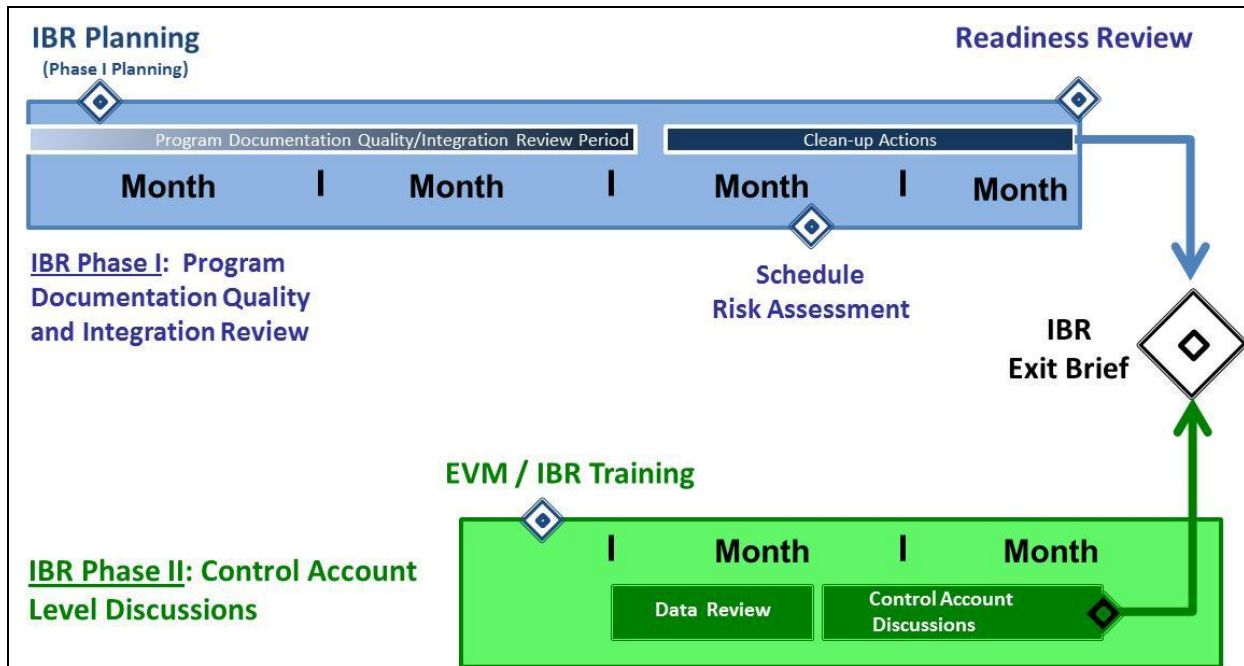 IBR Planning
(Phase I Planning)
Readiness Review
Program Documentation Quality/Integration Review Period
Clean-up Actions
Month I Month I Month I Month
IBR Phase I: Program
Documentation Quality
and Integration Review
Schedule
Risk Assessment
IBR
Exit Brief
EVM / IBR Training
I Month I Month
IBR Phase II: Control Account
Level Discussions
Data Review
Control Account
Discussions